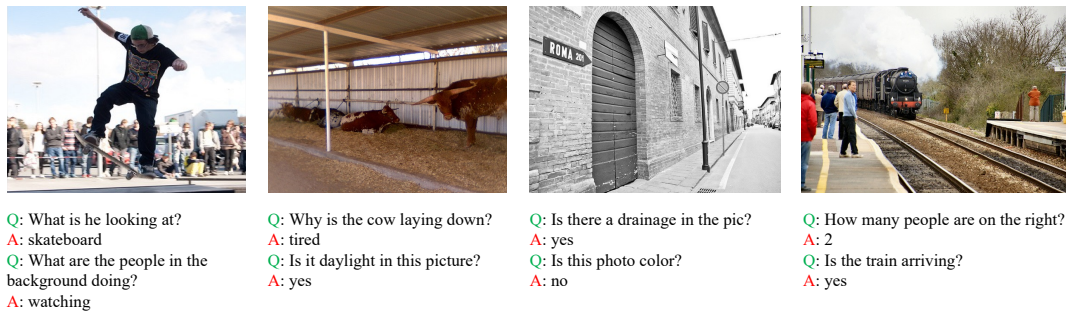 ROMA 201
Q: What is he looking at?
A: skateboard
Q: What are the people in the
background doing?
A: watching
Q: Why is the cow laying down?
A: tired
Q: Is it daylight in this picture?
A: yes
Q: Is there a drainage in the pic?
A: yes
Q: Is this photo color?
A: no
Q: How many people are on the right?
A: 2
Q: Is the train arriving?
A: yes